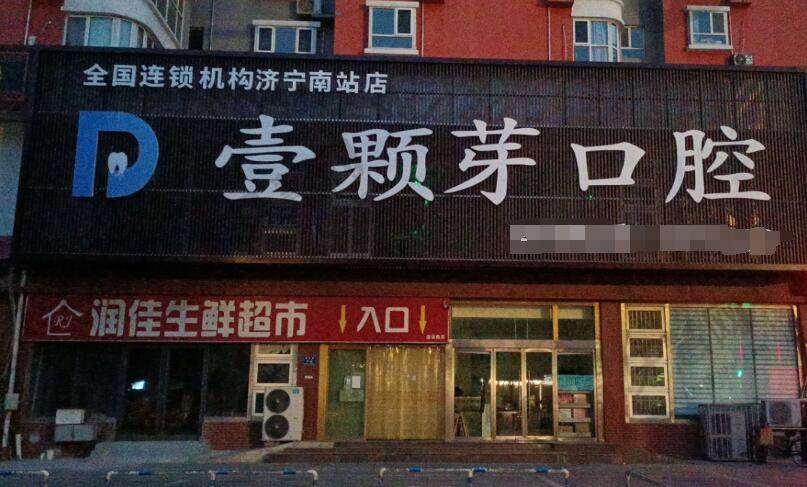 全国连锁机构济宁南站店
壹颗芽口腔
RJ 润佳生鲜超市 入口